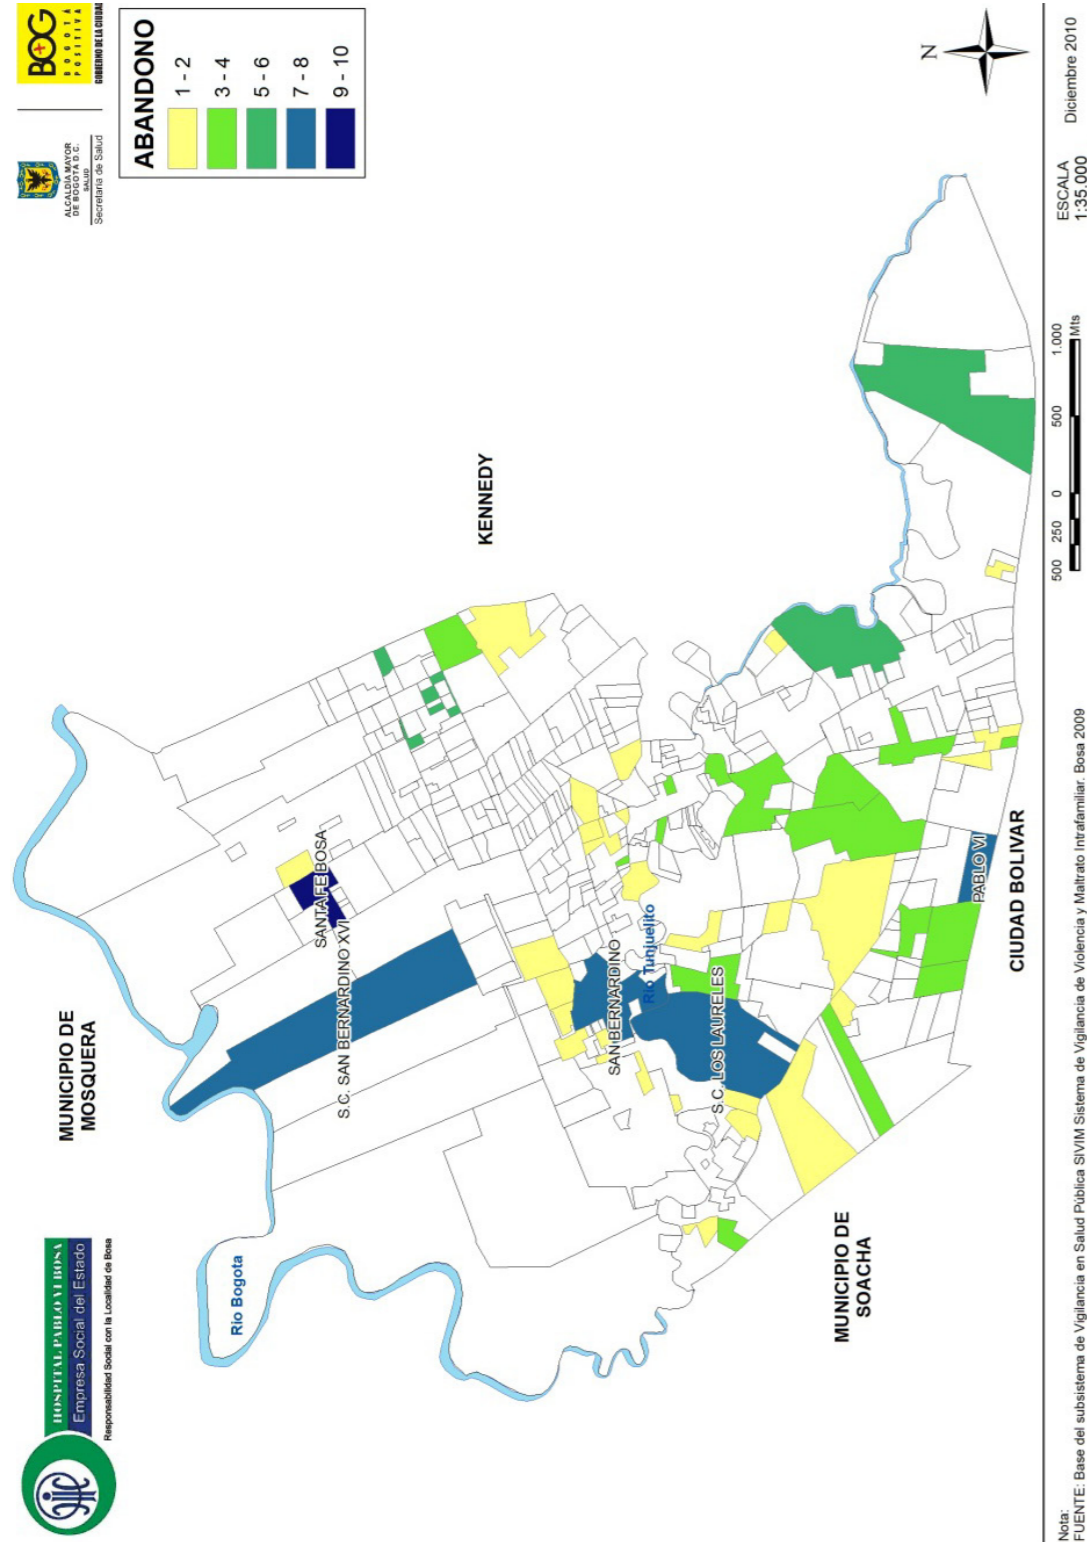 HOSPITAL PABLO VI BOSA
Empresa Social del Estado
Responsabilidad Social con la Localidad de Bosa
ALCALDÍA MAYOR
DE BOGOTÁ D.C.
SALUD
Secretaría de Salud
BOG
BOGOTÁ
POSITIVA
GOBIERNO DE LA CIUDAD
ABANDONO
1 - 2
3 - 4
5 - 6
7 - 8
9 - 10
N
MUNICIPIO DE
MOSQUERA
Rio Bogota
SANTA FE BOSA
S.C. SAN BERNARDINO XVI
KENNEDY
SAN BERNARDINO
Rio Tunjuelito
S.C. LOS LAURELES
MUNICIPIO DE
SOACHA
PABLO VI
CIUDAD BOLIVAR
Nota:
FUENTE: Base del subsistema de Vigilancia en Salud Pública SIVIM Sistema de Vigilancia de Violencia y Maltrato Intrafamiliar. Bosa 2009
500 250 0 500 1.000
Mts
ESCALA
1:35.000
Diciembre 2010